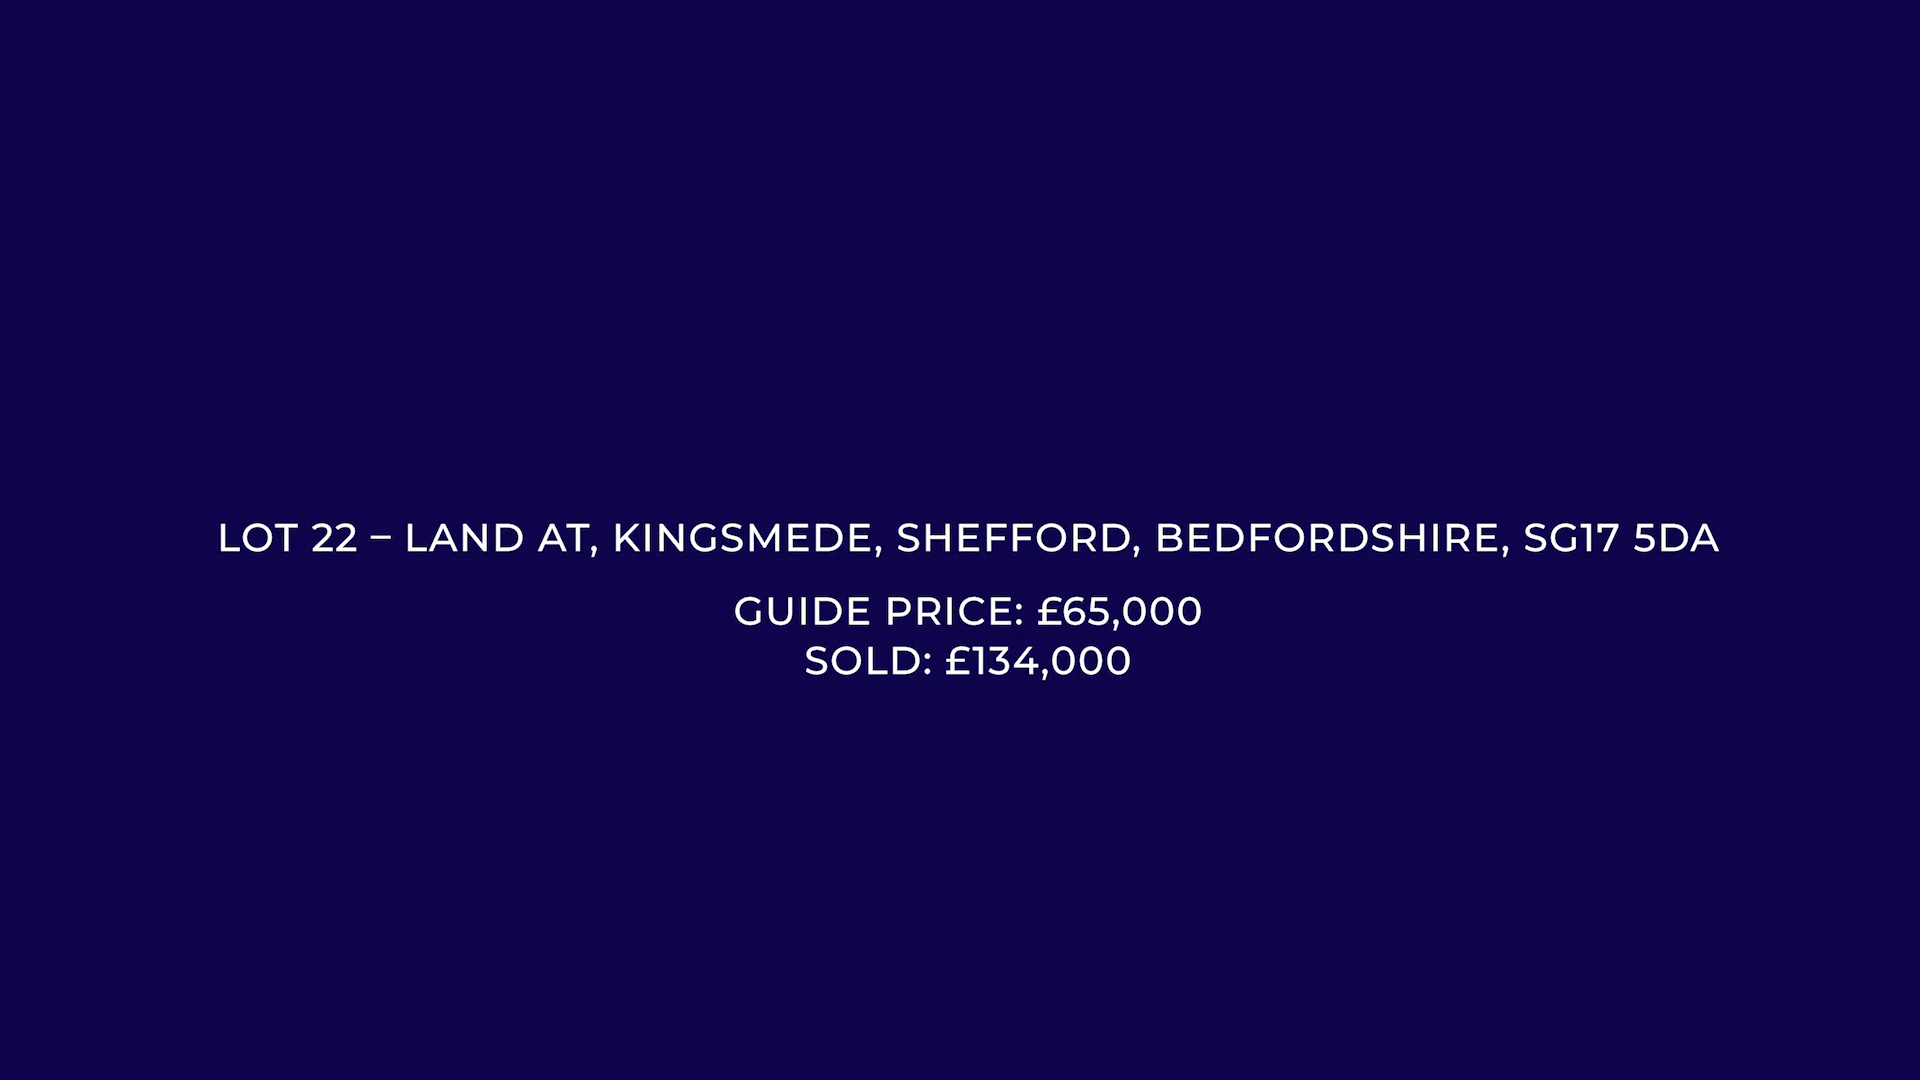 LOT 22 – LAND AT, KINGSMEDE, SHEFFORD, BEDFORDSHIRE, SG17 5DA
GUIDE PRICE: £65,000
SOLD: £134,000